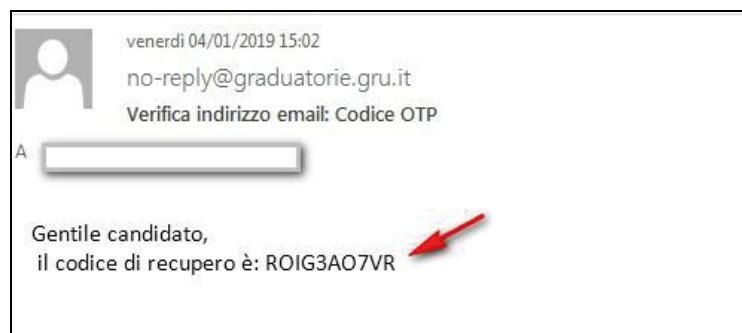 venerdì 04/01/2019 15:02
no-reply@graduatorie.gru.it
Verifica indirizzo email: Codice OTP
A
Gentile candidato,
il codice di recupero è: ROIG3AO7VR